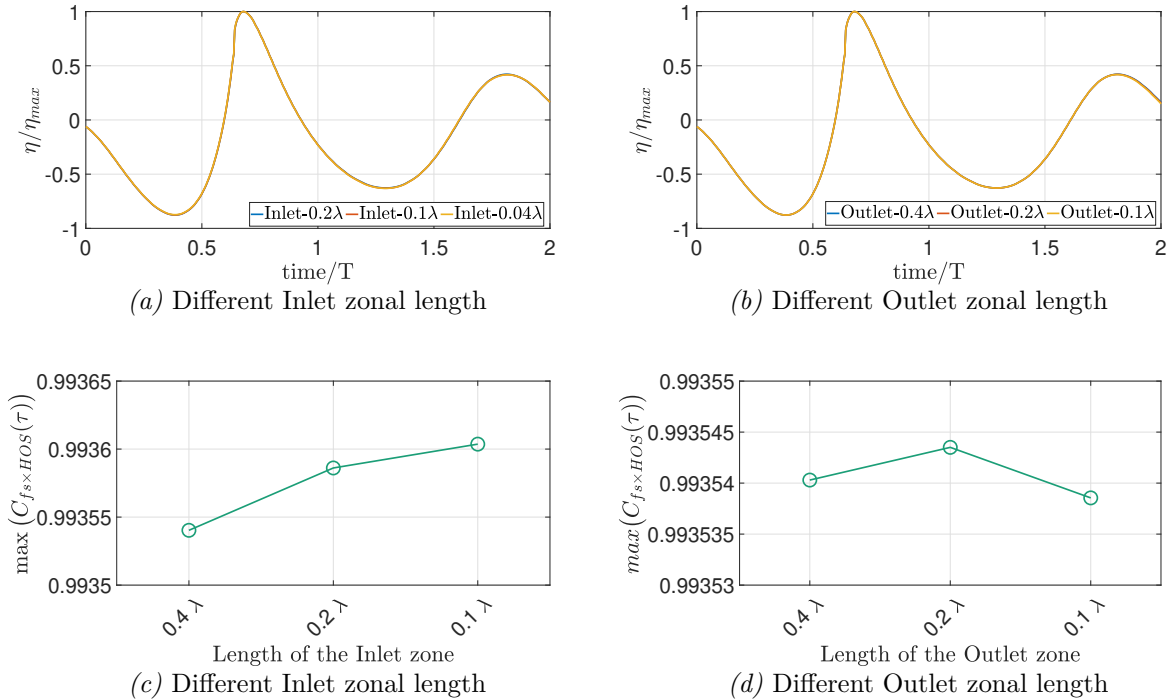 1
0.5
0
-0.5
-1
η/η_max
Inlet-0.2λ Inlet-0.1λ Inlet-0.04λ
0 0.5 1 1.5 2
time/T
(a) Different Inlet zonal length
1
0.5
0
-0.5
-1
η/η_max
Outlet-0.4λ Outlet-0.2λ Outlet-0.1λ
0 0.5 1 1.5 2
time/T
(b) Different Outlet zonal length
0.99365
0.9936
0.99355
0.9935
max (C_{fs×HOS}(τ))
0.4 λ 0.2 λ 0.1 λ
Length of the Inlet zone
(c) Different Inlet zonal length
0.99355
0.993545
0.99354
0.993535
0.99353
max(C_{fs×HOS}(τ))
0.4 λ 0.2 λ 0.1 λ
Length of the Outlet zone
(d) Different Outlet zonal length